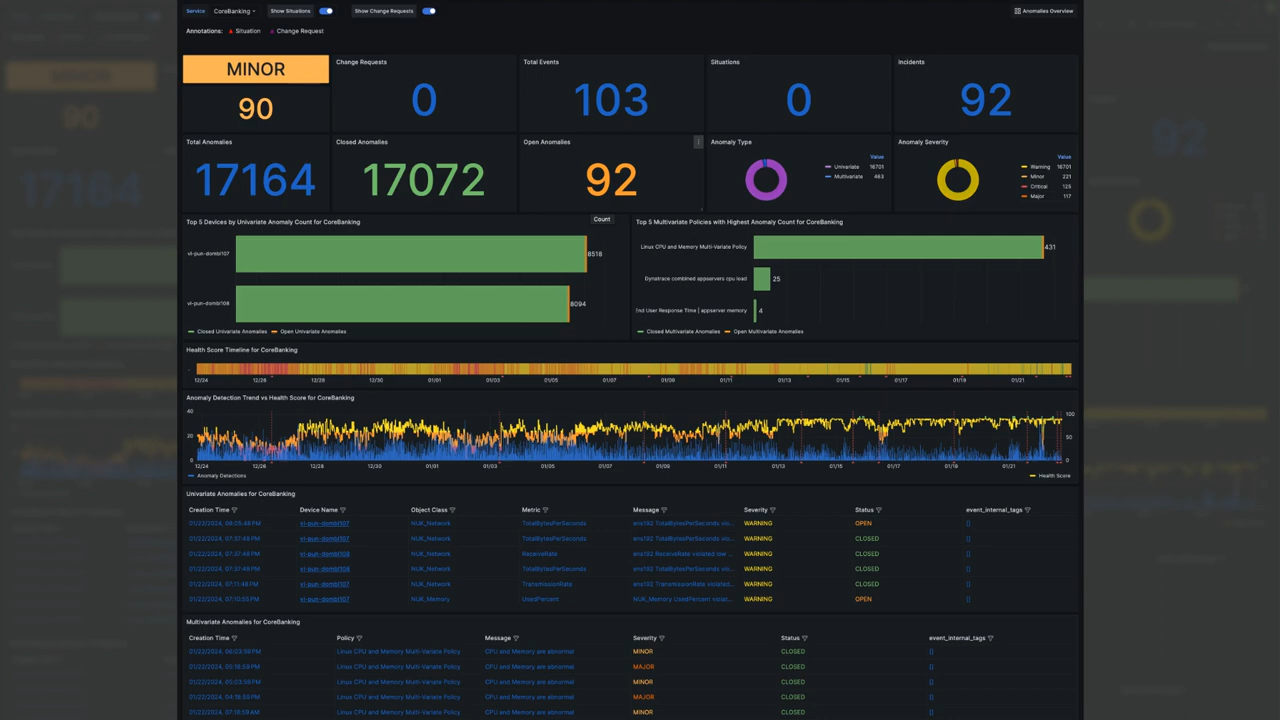 Service CoreBanking Show Situations Show Change Requests Anomalies Overview
Annotations: Situation Change Request
MINOR
90
Change Requests
0
Total Events
103
Situations
0
Incidents
92
Total Anomalies
17164
Closed Anomalies
17072
Open Anomalies
92
Anomaly Type
Value
Univariate 16701
Multivariate 463
Anomaly Severity
Value
Warning 16701
Minor 221
Critical 125
Major 117
Top 5 Devices by Univariate Anomaly Count for CoreBanking
Count
vl-pun-dombl107 8518
vl-pun-dombl108 8094
Closed Univariate Anomalies Open Univariate Anomalies
Top 5 Multivariate Policies with Highest Anomaly Count for CoreBanking
Linux CPU and Memory Multi-Variate Policy 431
Dynatrace combined appservers cpu load 25
End User Response Time | appserver memory 4
Closed Multivariate Anomalies Open Multivariate Anomalies
Health Score Timeline for CoreBanking
12/24 12/26 12/28 12/30 01/01 01/03 01/05 01/07 01/09 01/11 01/13 01/15 01/17 01/19 01/21
Anomaly Detection Trend vs Health Score for CoreBanking
40 100
20 50
0 0
12/24 12/26 12/28 12/30 01/01 01/03 01/05 01/07 01/09 01/11 01/13 01/15 01/17 01/19 01/21
Anomaly Detections Health Score
Univariate Anomalies for CoreBanking
Creation Time Device Name Object Class Metric Message Severity Status event_internal_tags
01/22/2024, 08:05:48 PM vl-pun-dombl107 NUK_Network TotalBytesPerSeconds ens192 TotalBytesPerSeconds vio... WARNING OPEN []
01/22/2024, 07:37:48 PM vl-pun-dombl107 NUK_Network TotalBytesPerSeconds ens192 TotalBytesPerSeconds vio... WARNING CLOSED []
01/22/2024, 07:37:48 PM vl-pun-dombl108 NUK_Network ReceiveRate ens192 ReceiveRate violated low ... WARNING CLOSED []
01/22/2024, 07:37:48 PM vl-pun-dombl108 NUK_Network TotalBytesPerSeconds ens192 TotalBytesPerSeconds vio... WARNING CLOSED []
01/22/2024, 07:11:48 PM vl-pun-dombl107 NUK_Network TransmissionRate ens192 TransmissionRate violated... WARNING CLOSED []
01/22/2024, 07:10:55 PM vl-pun-dombl107 NUK_Memory UsedPercent NUK_Memory UsedPercent violat... WARNING OPEN []
Multivariate Anomalies for CoreBanking
Creation Time Policy Message Severity Status event_internal_tags
01/22/2024, 06:03:59 PM Linux CPU and Memory Multi-Variate Policy CPU and Memory are abnormal MINOR CLOSED []
01/22/2024, 05:18:59 PM Linux CPU and Memory Multi-Variate Policy CPU and Memory are abnormal MAJOR CLOSED []
01/22/2024, 05:03:59 PM Linux CPU and Memory Multi-Variate Policy CPU and Memory are abnormal MINOR CLOSED []
01/22/2024, 04:18:59 PM Linux CPU and Memory Multi-Variate Policy CPU and Memory are abnormal MAJOR CLOSED []
01/22/2024, 07:18:59 AM Linux CPU and Memory Multi-Variate Policy CPU and Memory are abnormal MINOR CLOSED []